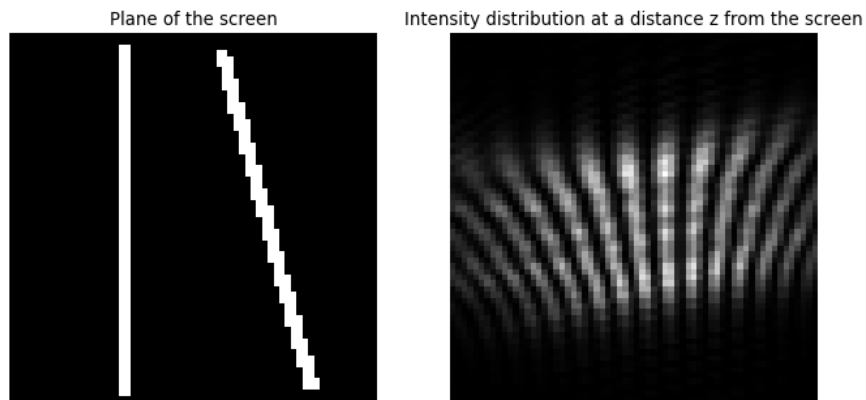 Plane of the screen
Intensity distribution at a distance z from the screen